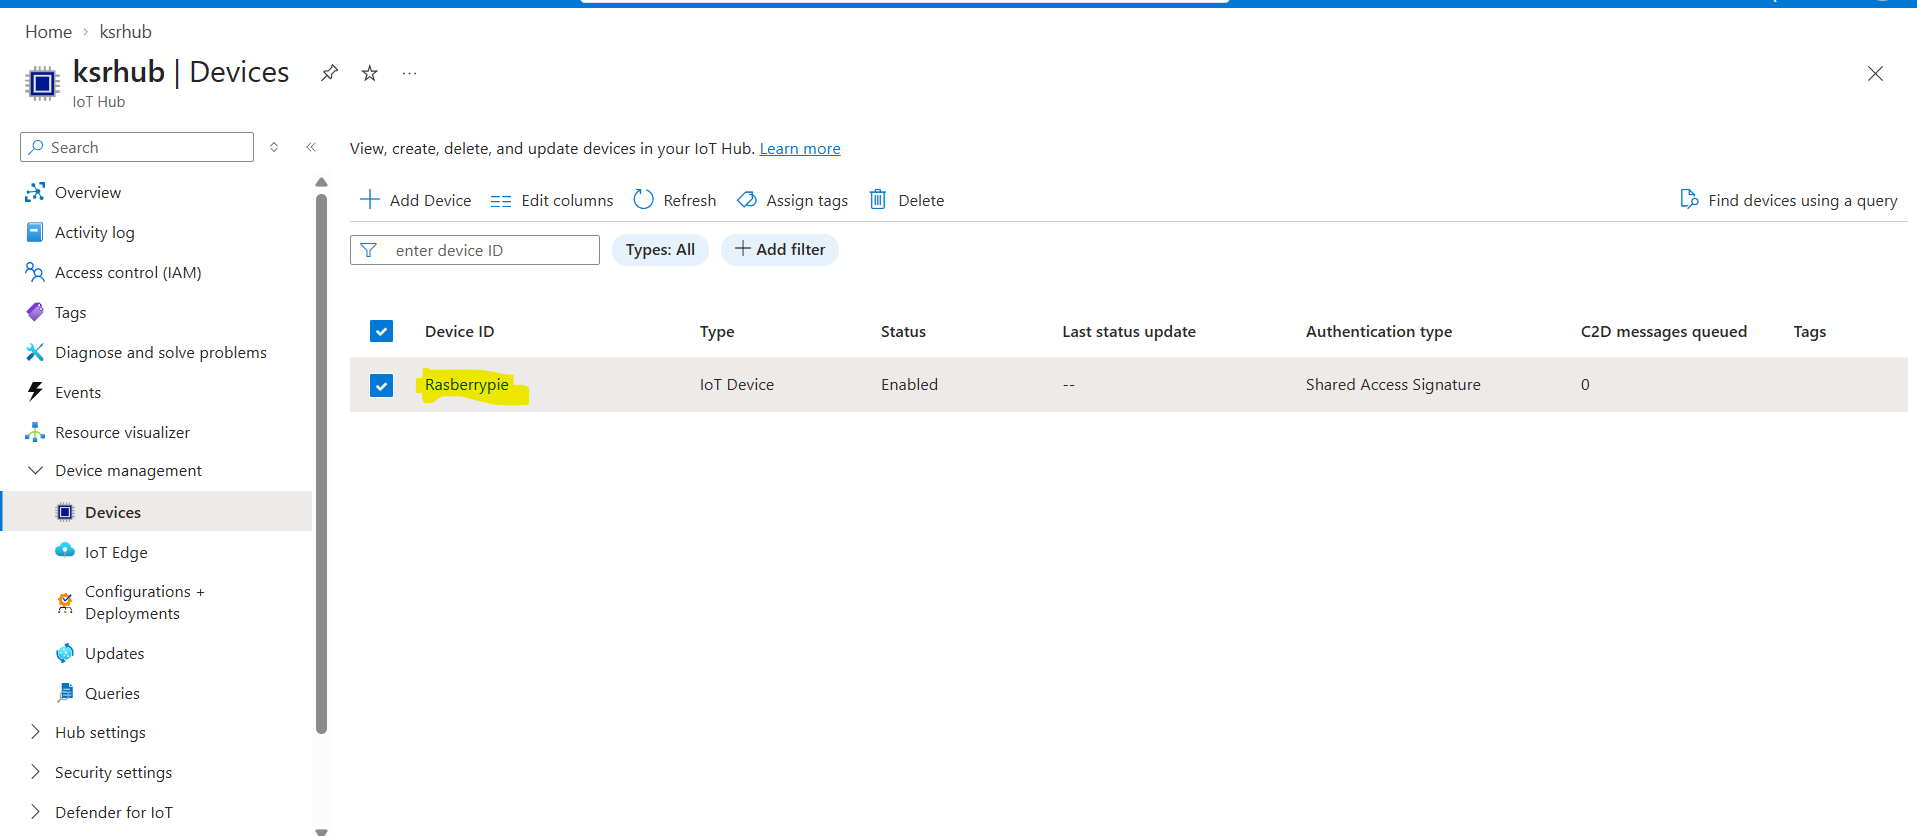 Home > ksrhub
ksrhub | Devices
IoT Hub
Search
Overview
Activity log
Access control (IAM)
Tags
Diagnose and solve problems
Events
Resource visualizer
Device management
Devices
IoT Edge
Configurations +
Deployments
Updates
Queries
Hub settings
Security settings
Defender for IoT
View, create, delete, and update devices in your IoT Hub. Learn more
Add Device Edit columns Refresh Assign tags Delete Find devices using a query
enter device ID Types: All Add filter
Device ID Type Status Last status update Authentication type C2D messages queued Tags
Rasberrypie IoT Device Enabled -- Shared Access Signature 0